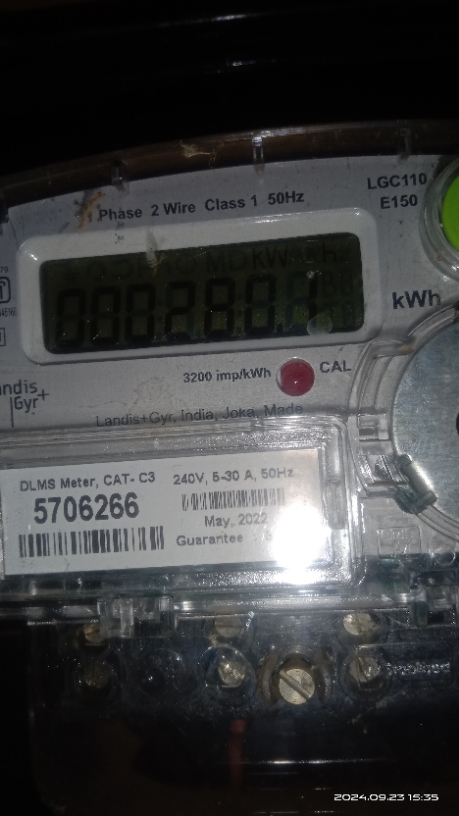 LGC110
E150
Phase 2 Wire Class 1 50Hz
kWh
3200 imp/kWh
CAL
Gyr+
Landis+Gyr, India, Joka, Made
DLMS Meter, CAT- C3
240V, 5-30 A, 50Hz
5706266
May, 2022
Guarantee
2024.09.23 15:35